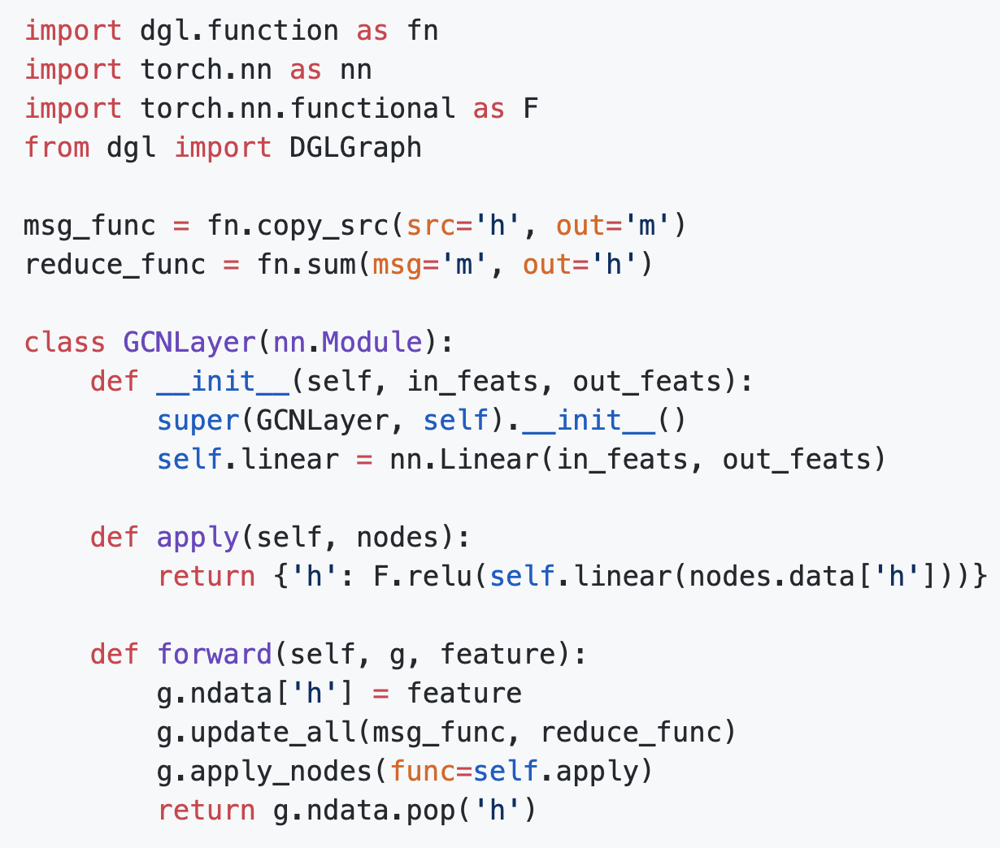 import dgl.function as fn
import torch.nn as nn
import torch.nn.functional as F
from dgl import DGLGraph

msg_func = fn.copy_src(src='h', out='m')
reduce_func = fn.sum(msg='m', out='h')

class GCNLayer(nn.Module):
    def __init__(self, in_feats, out_feats):
        super(GCNLayer, self).__init__()
        self.linear = nn.Linear(in_feats, out_feats)

    def apply(self, nodes):
        return {'h': F.relu(self.linear(nodes.data['h']))}

    def forward(self, g, feature):
        g.ndata['h'] = feature
        g.update_all(msg_func, reduce_func)
        g.apply_nodes(func=self.apply)
        return g.ndata.pop('h')